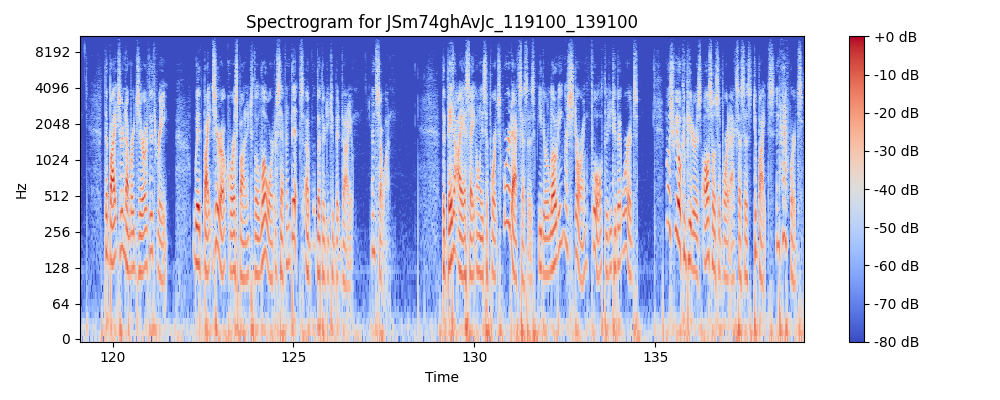 Spectrogram for JSm74ghAvJc_119100_139100
8192
4096
2048
1024
512
256
128
64
0
Hz
120
125
130
135
Time
+0 dB
-10 dB
-20 dB
-30 dB
-40 dB
-50 dB
-60 dB
-70 dB
-80 dB